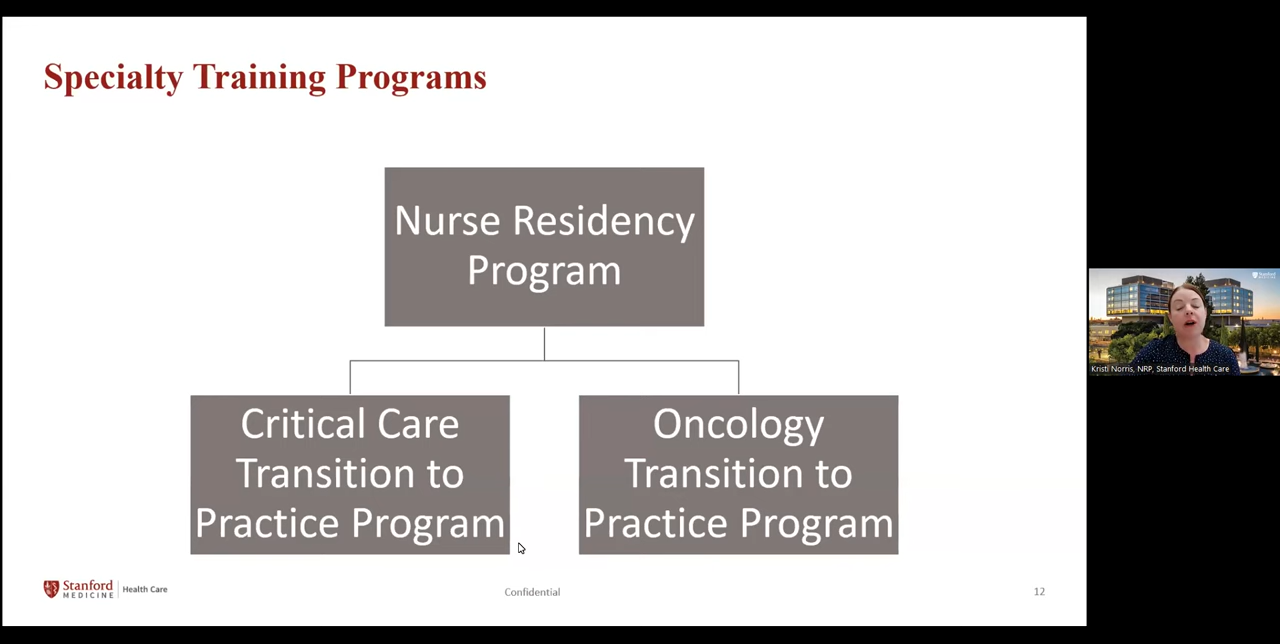 Specialty Training Programs
Nurse Residency
Program
Critical Care
Transition to
Practice Program
Oncology
Transition to
Practice Program
Stanford
MEDICINE
Health Care
Confidential
12
Stanford
Kristi Norris, NRP, Stanford Health Care